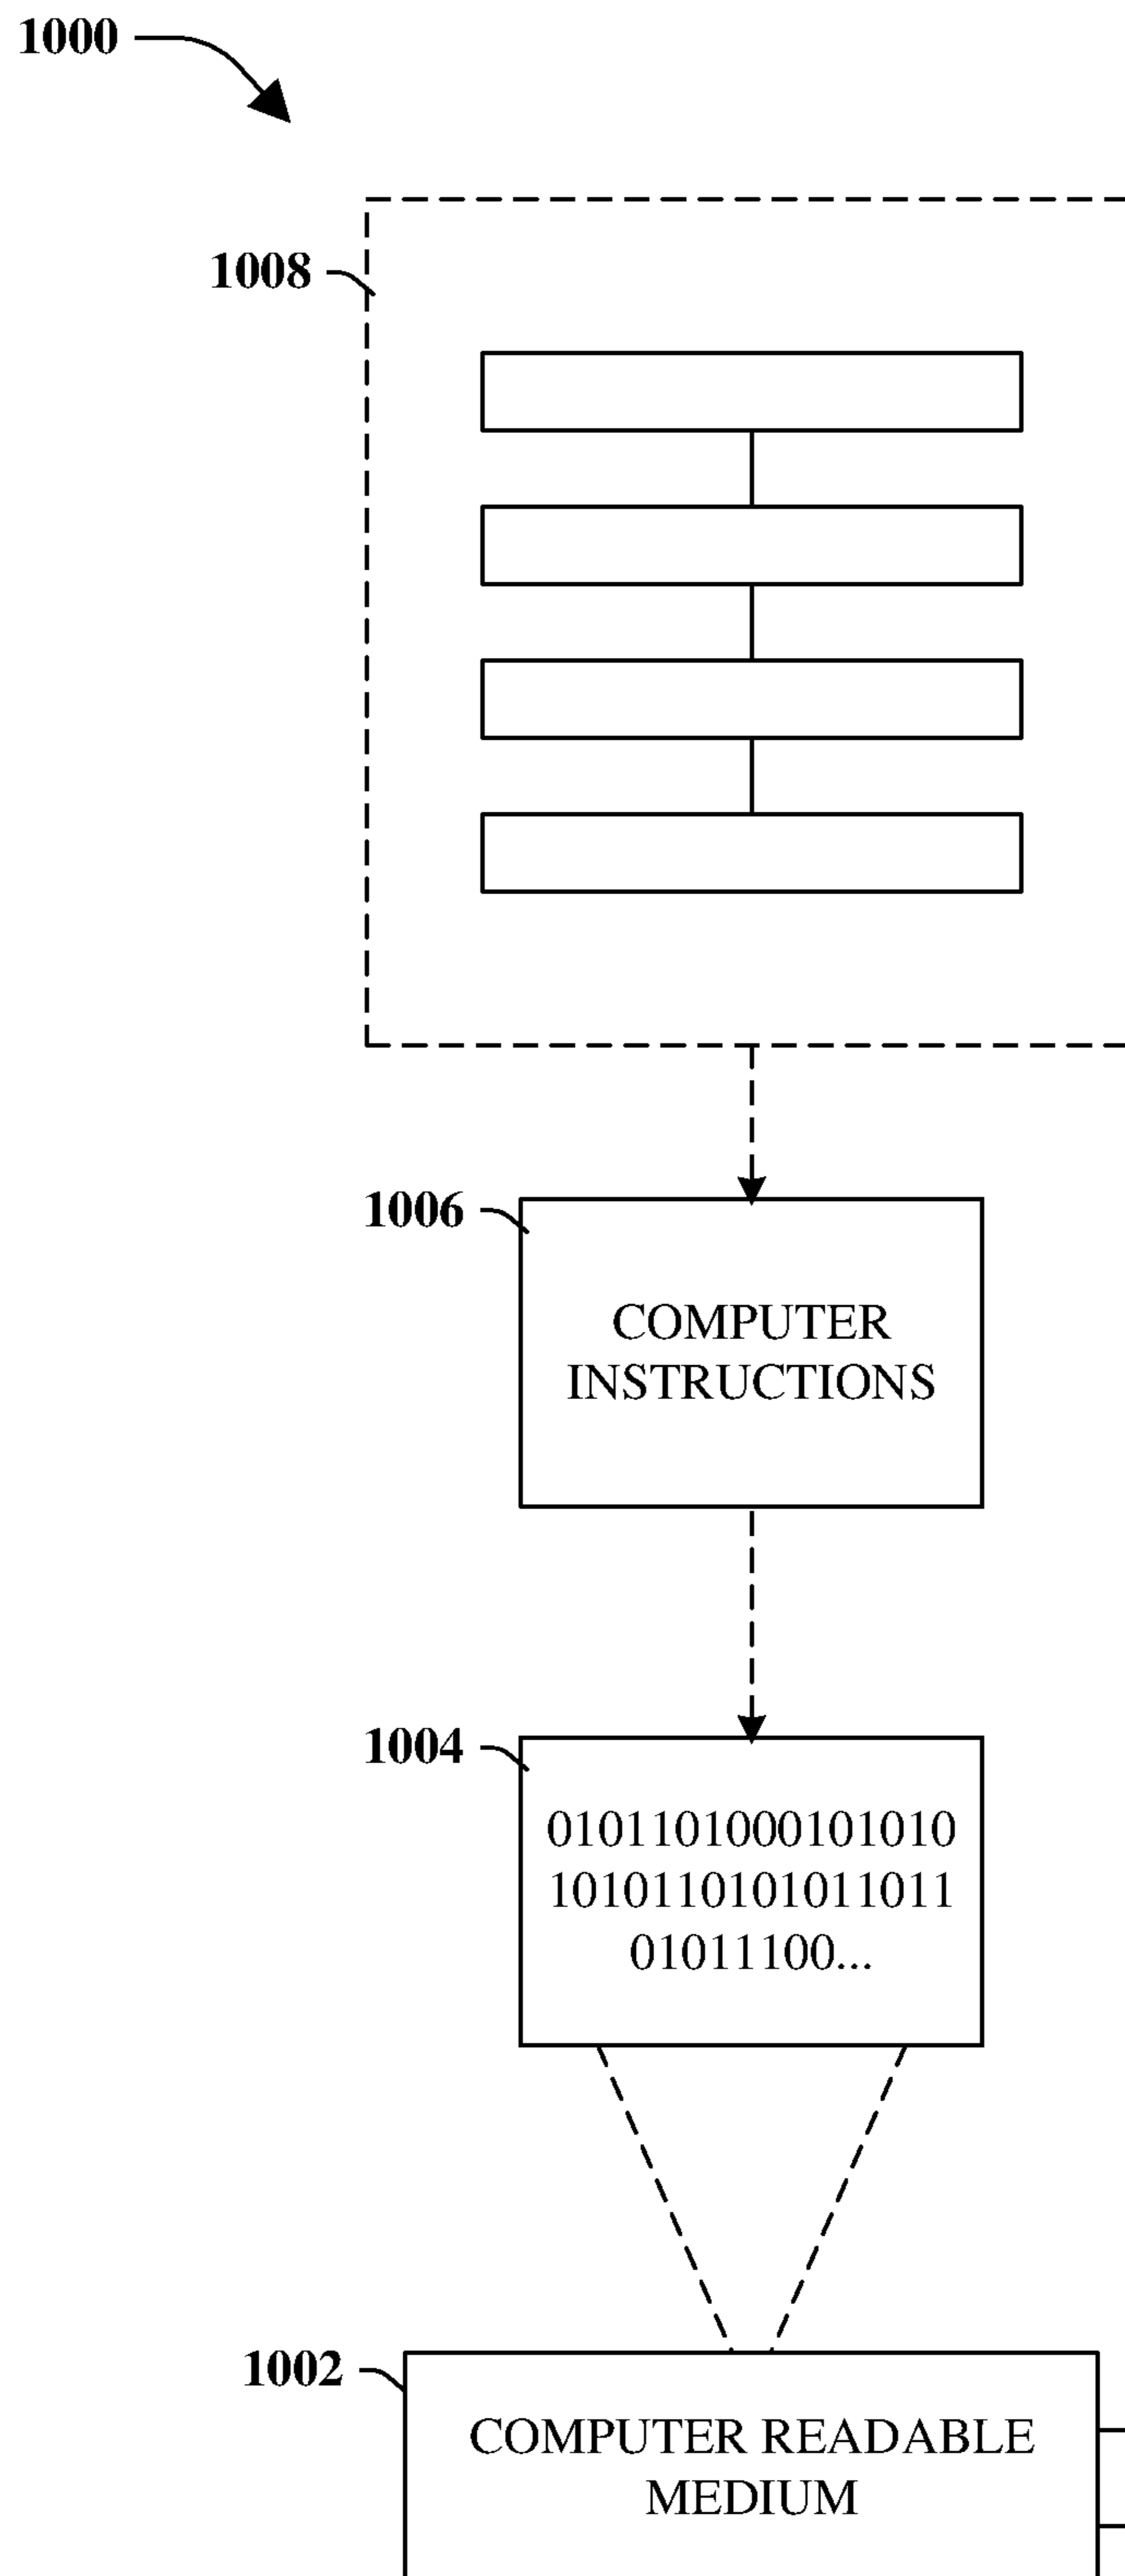 1000
1008
1006
COMPUTER
INSTRUCTIONS
1004
0101101000101010
1010110101011011
01011100...
1002
COMPUTER READABLE
MEDIUM